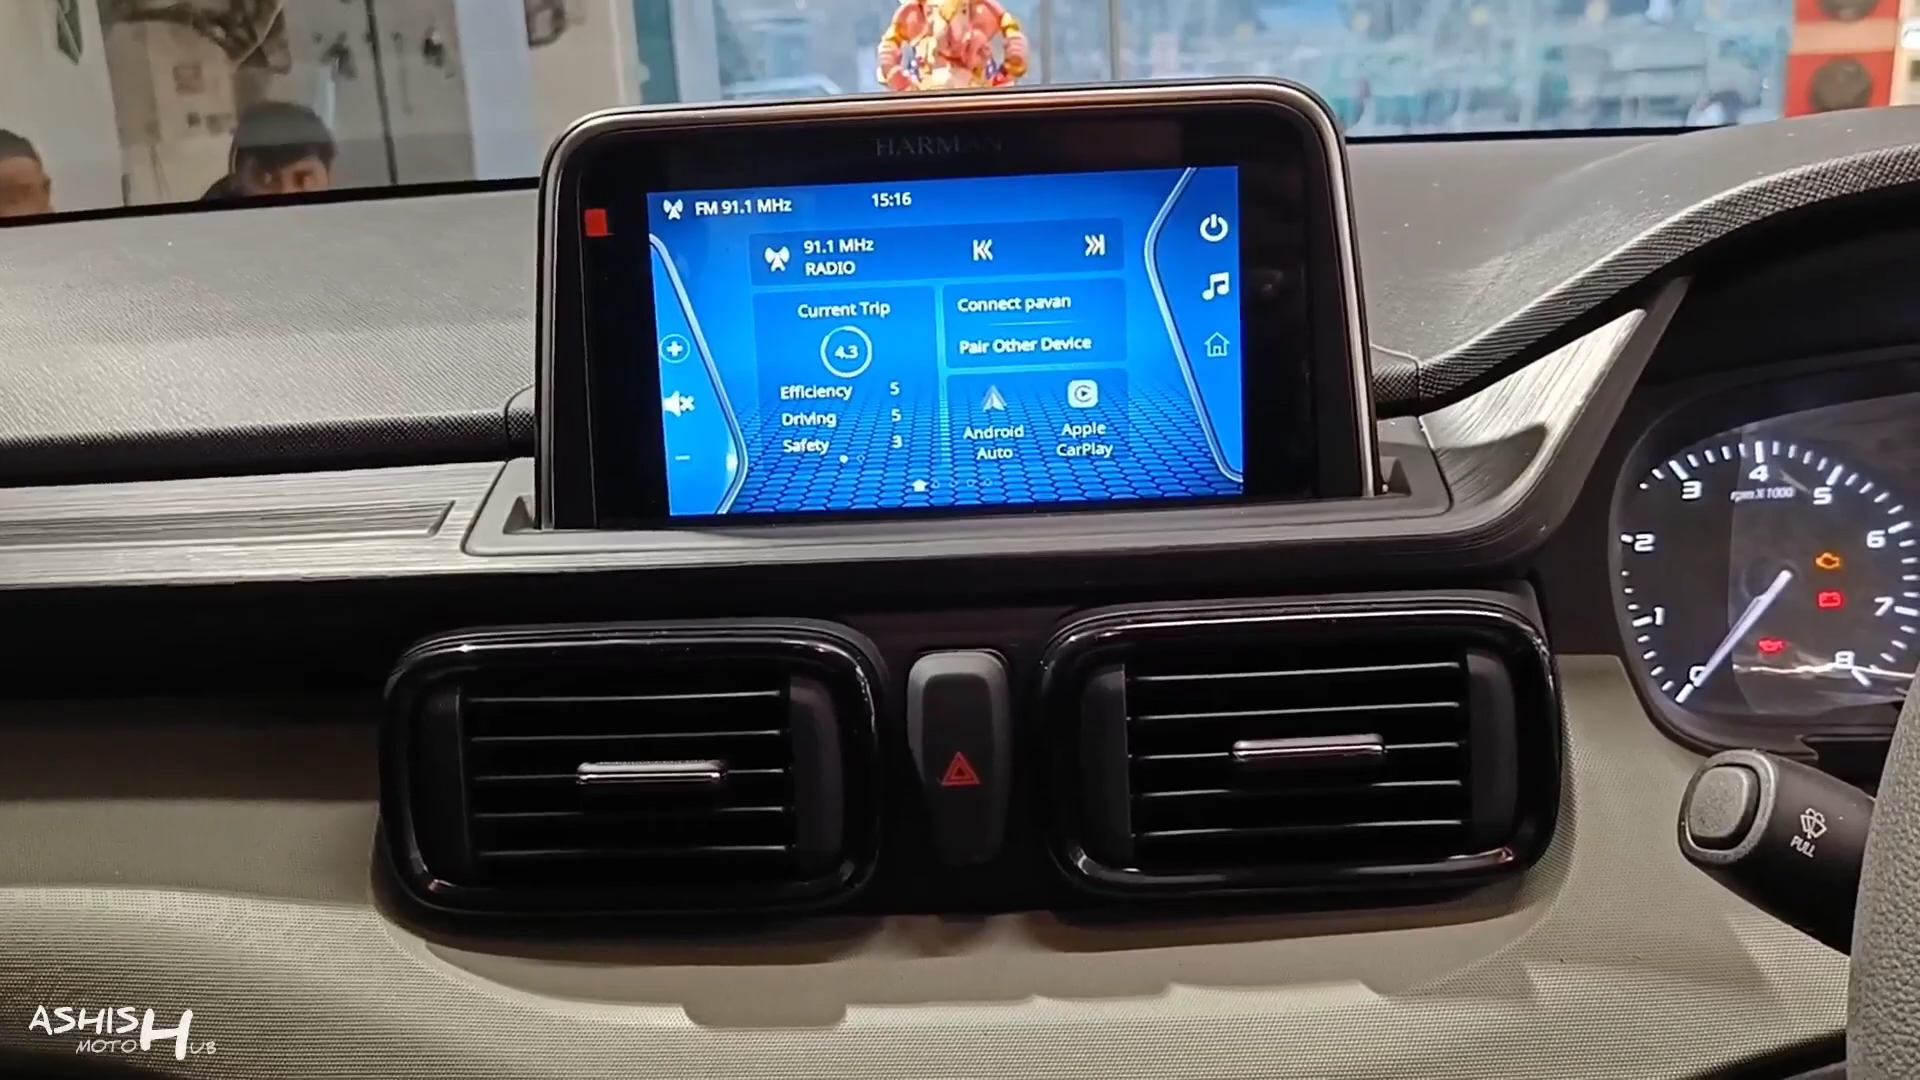 HARMAN
FM 91.1 MHz
15:16
91.1 MHz
RADIO
Current Trip
4.3
Efficiency 5
Driving 5
Safety 3
Connect pavan
Pair Other Device
Android
Auto
Apple
CarPlay
0
1
2
3
4
5
6
7
8
rpm X 1000
PULL
ASHISH
MOTO HUB